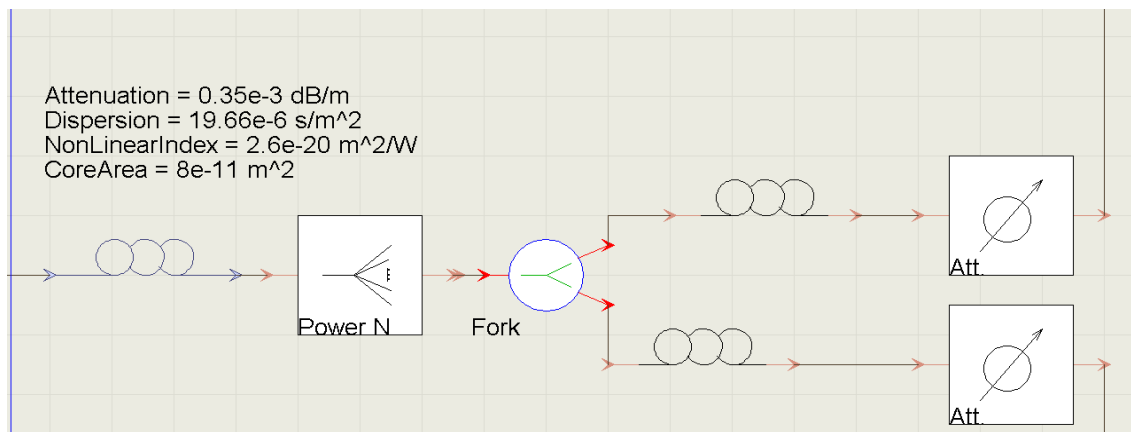 Attenuation = 0.35e-3 dB/m
Dispersion = 19.66e-6 s/m^2
NonLinearIndex = 2.6e-20 m^2/W
CoreArea = 8e-11 m^2
Power N
Fork
Att.
Att.